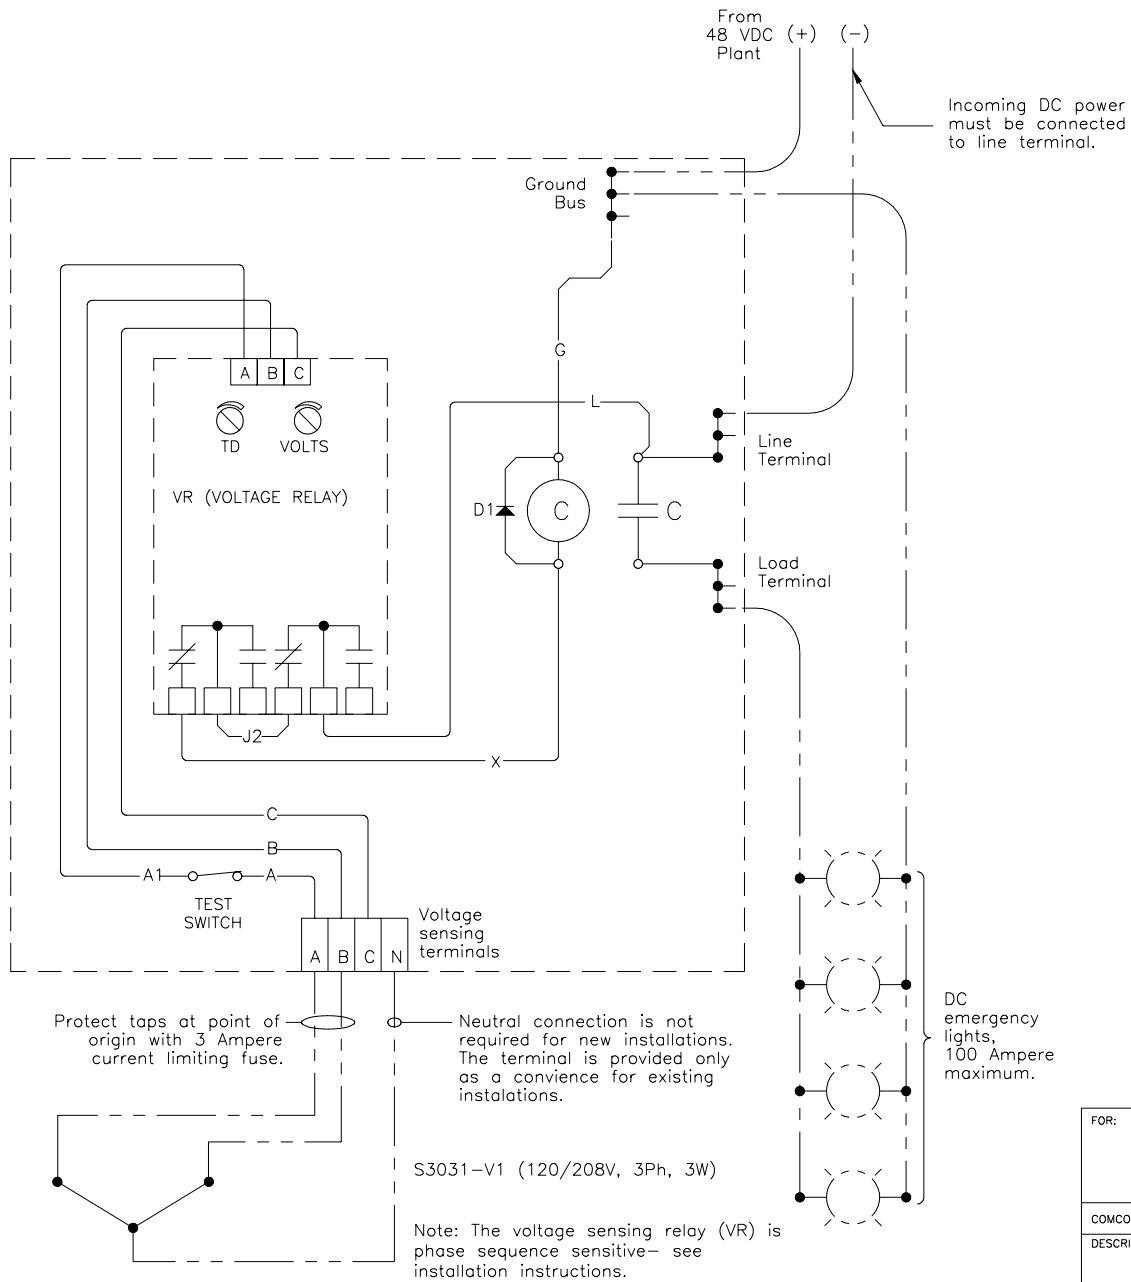 From
48 VDC (+) (−)
Plant
Incoming DC power
must be connected
to line terminal.
Ground
Bus
G
A B C
TD VOLTS
VR (VOLTAGE RELAY)
L
Line
Terminal
D1 C C
Load
Terminal
J2
X
C
B
A1 A
TEST
SWITCH
Voltage
sensing
terminals
A B C N
Protect taps at point of
origin with 3 Ampere
current limiting fuse.
Neutral connection is not
required for new installations.
The terminal is provided only
as a convience for existing
instalations.
DC
emergency
lights,
100 Ampere
maximum.
S3031−V1 (120/208V, 3Ph, 3W)
Note: The voltage sensing relay (VR) is
phase sequence sensitive− see
installation instructions.
FOR:
COMCO
DESCRI